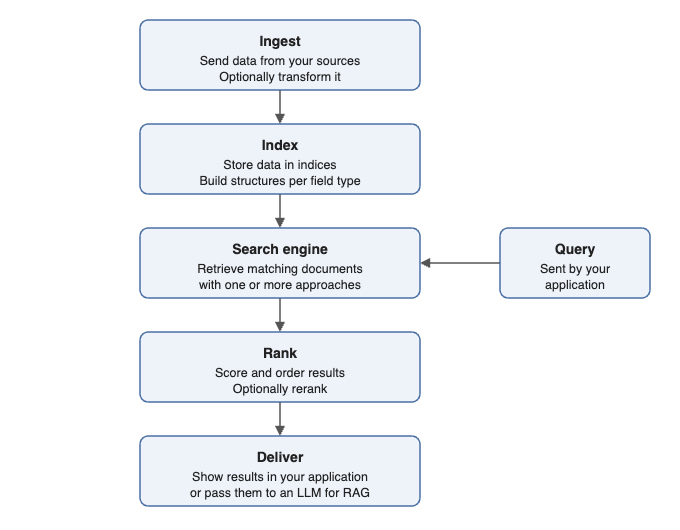 Ingest
Send data from your sources
Optionally transform it
Index
Store data in indices
Build structures per field type
Search engine
Retrieve matching documents
with one or more approaches
Query
Sent by your
application
Rank
Score and order results
Optionally rerank
Deliver
Show results in your application
or pass them to an LLM for RAG